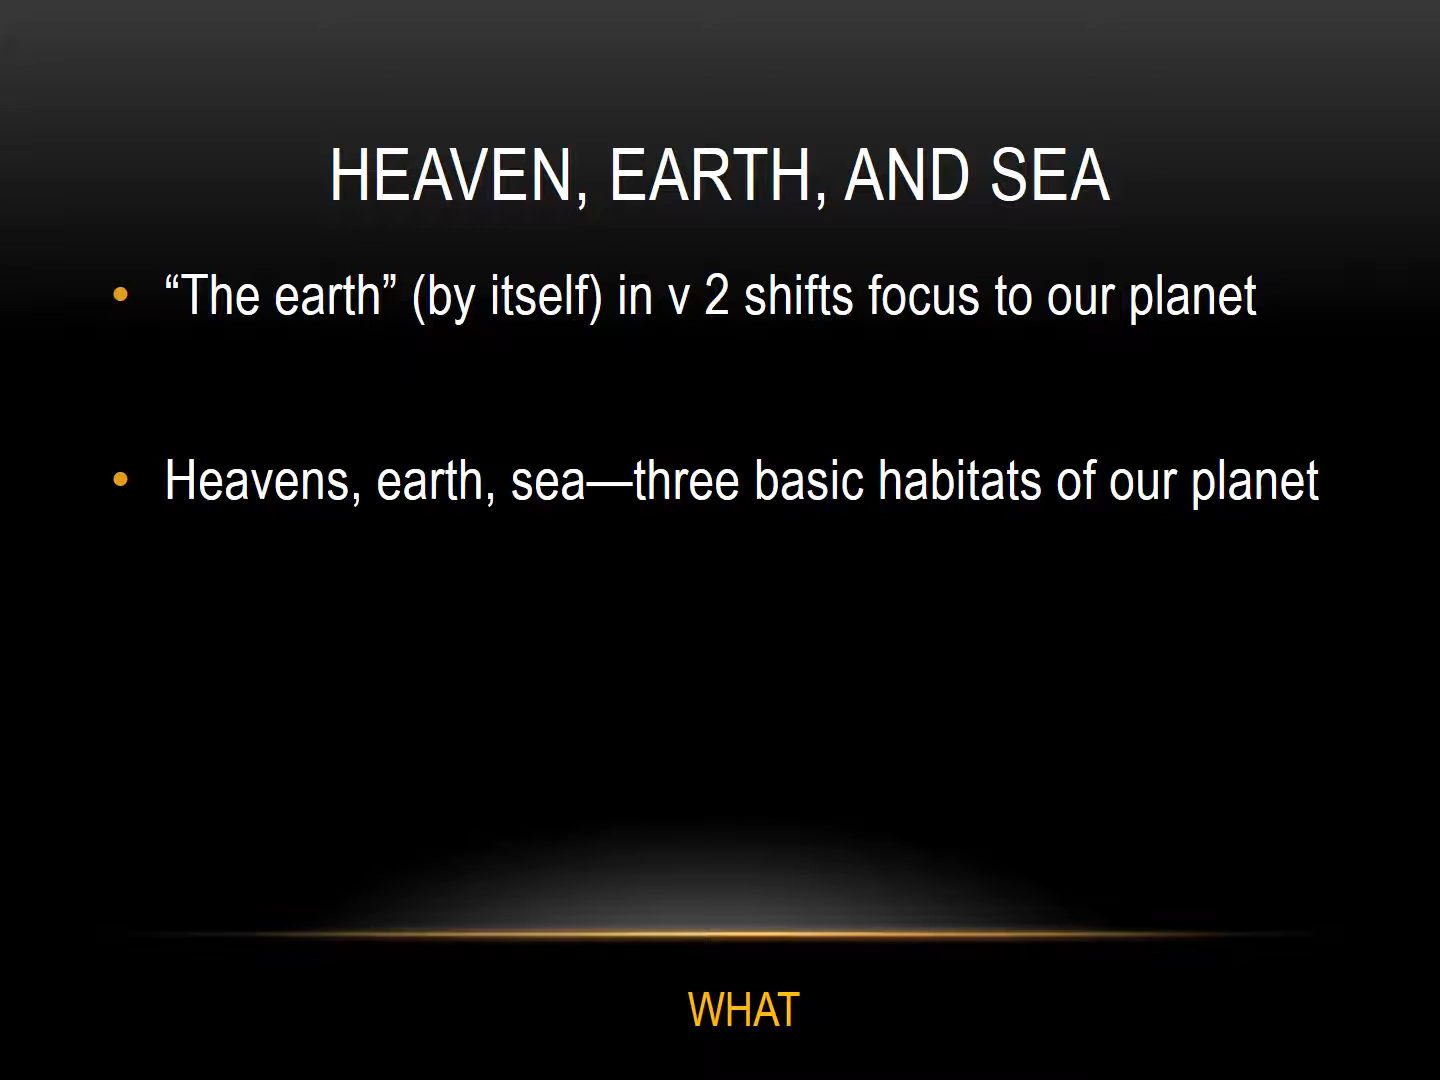 HEAVEN, EARTH, AND SEA
• “The earth” (by itself) in v 2 shifts focus to our planet
• Heavens, earth, sea—three basic habitats of our planet
WHAT